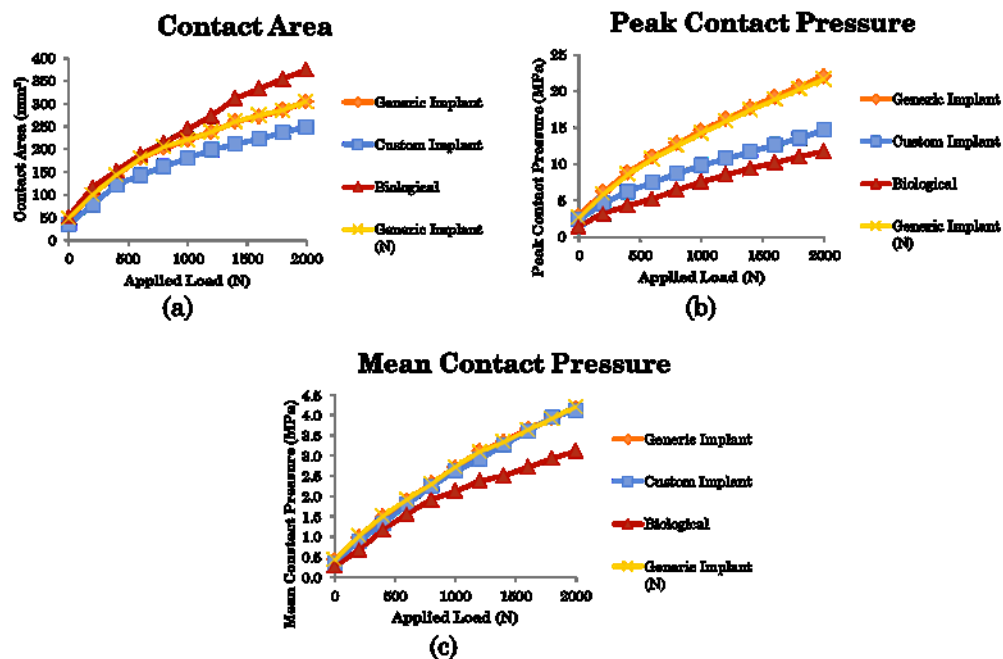 Contact Area
Contact Area (mm²)
400
350
300
250
200
150
100
50
0
0
500
1000
1500
2000
Applied Load (N)
Generic Implant
Custom Implant
Biological
Generic Implant
(N)
(a)
Peak Contact Pressure
Peak Contact Pressure (MPa)
25
20
15
10
5
0
0
500
1000
1500
2000
Applied Load (N)
Generic Implant
Custom Implant
Biological
Generic Implant
(N)
(b)
Mean Contact Pressure
Mean Constact Pressure (MPa)
4.5
4.0
3.5
3.0
2.5
2.0
1.5
1.0
0.5
0.0
0
500
1000
1500
2000
Applied Load (N)
Generic Implant
Custom Implant
Biological
Generic Implant
(N)
(c)